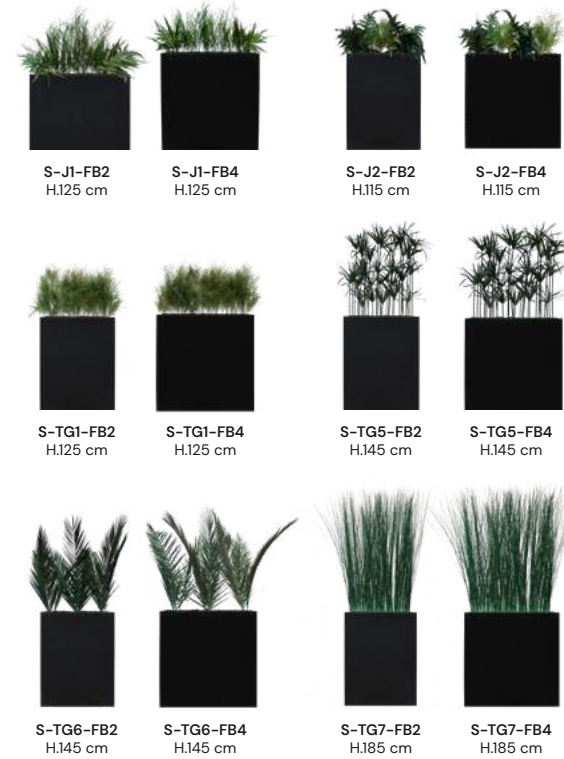 S-J1-FB2
H.125 cm
S-J1-FB4
H.125 cm
S-J2-FB2
H.115 cm
S-J2-FB4
H.115 cm
S-TG1-FB2
H.125 cm
S-TG1-FB4
H.125 cm
S-TG5-FB2
H.145 cm
S-TG5-FB4
H.145 cm
S-TG6-FB2
H.145 cm
S-TG6-FB4
H.145 cm
S-TG7-FB2
H.185 cm
S-TG7-FB4
H.185 cm